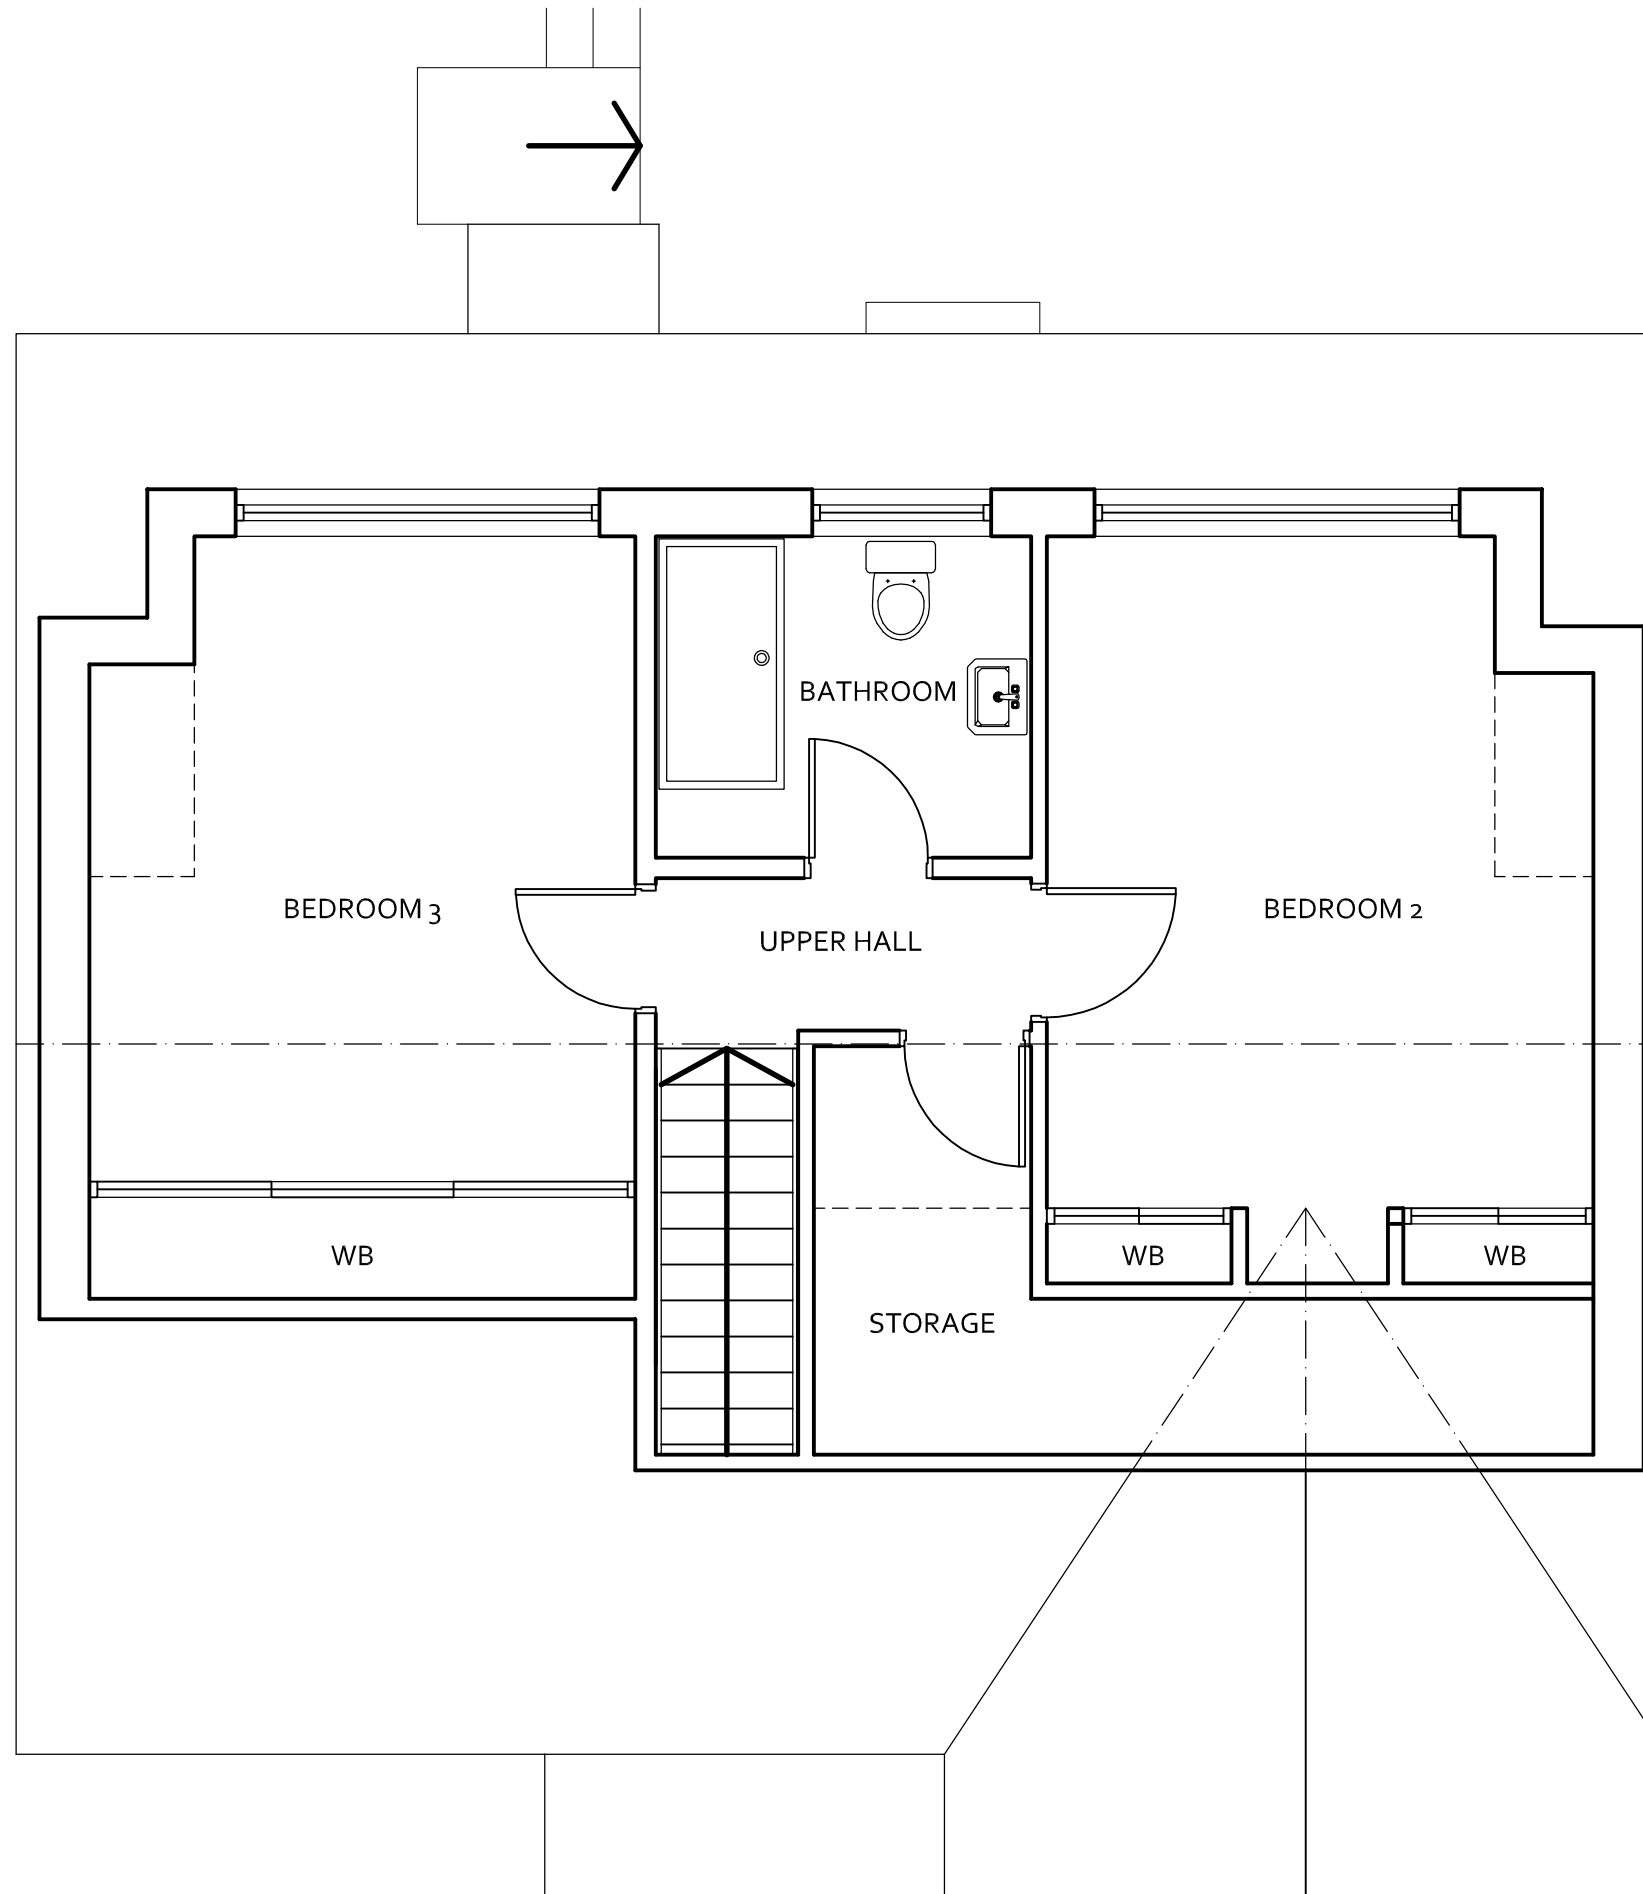 BATHROOM
BEDROOM 3
UPPER HALL
BEDROOM 2
WB
WB
WB
STORAGE